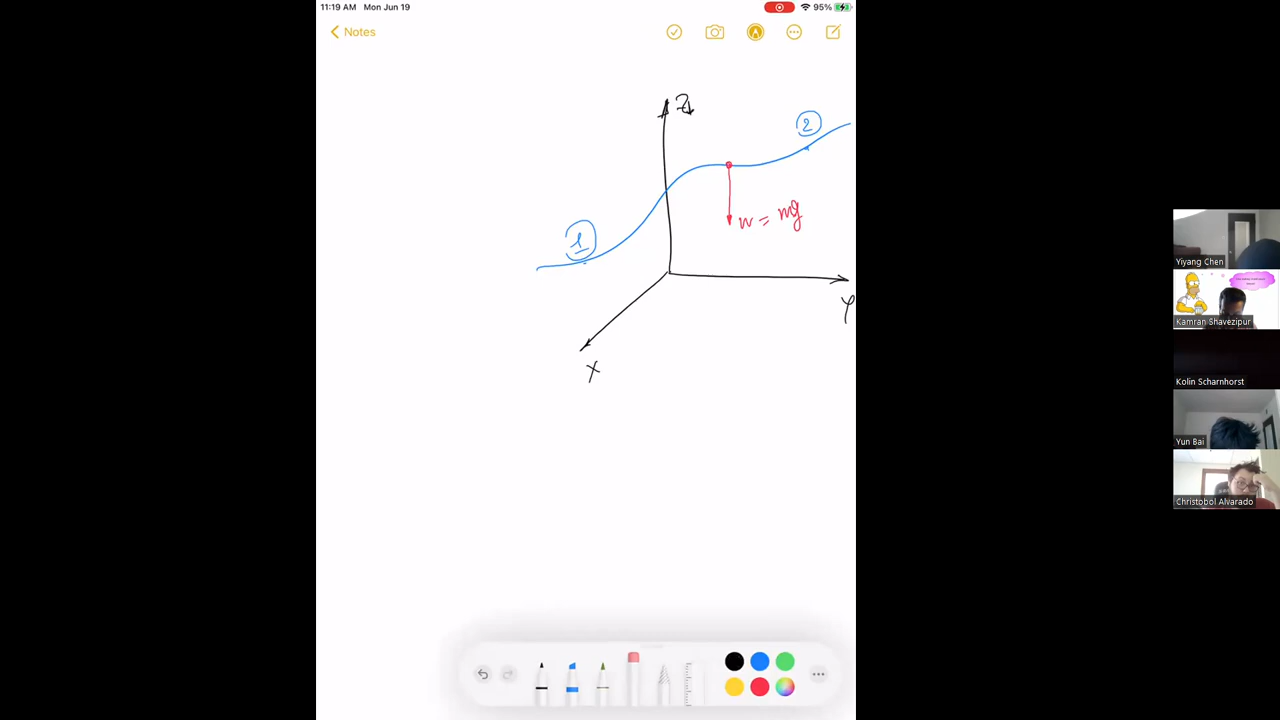 11:19 AM Mon Jun 19
95%
Notes
Z
2
W = mg
1
Y
X
Yiyang Chen
Kamran Shavezipur
Kolin Scharnhorst
Yun Bai
Christobol Alvarado